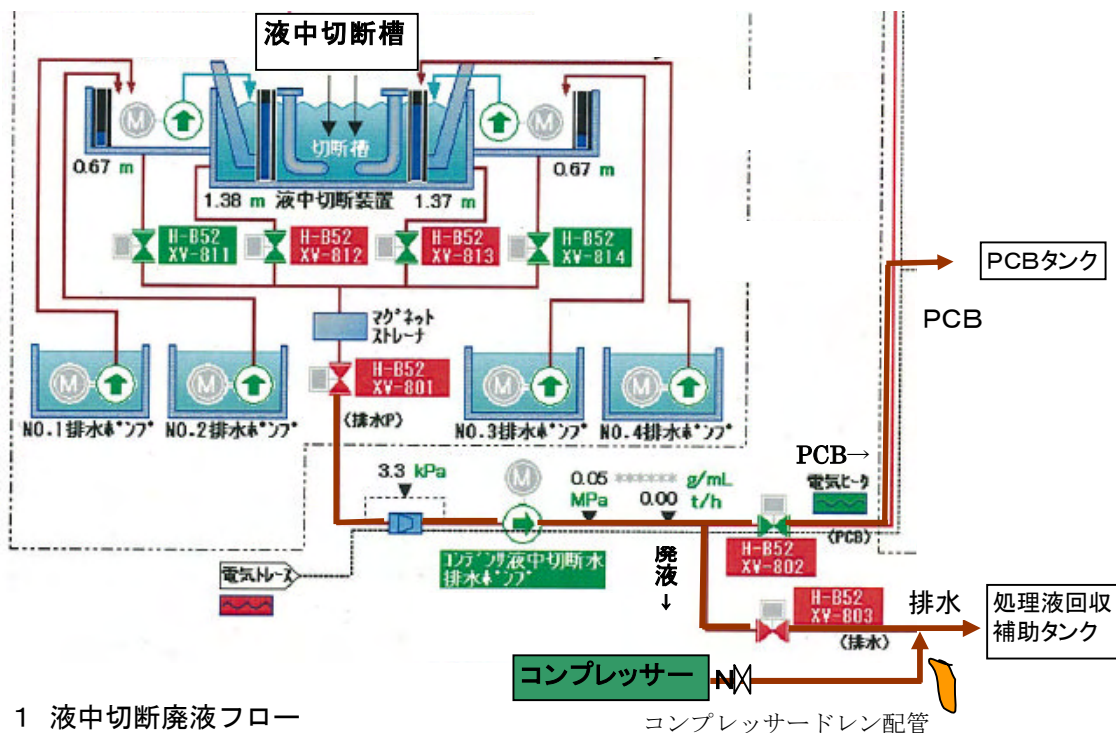 液中切断槽
M
M
切断槽
0.67 m
0.67 m
1.38 m 液中切断装置 1.37 m
H-B52
XV-811
H-B52
XV-812
H-B52
XV-813
H-B52
XV-814
PCBタンク
PCB
マグネット
ストレーナ
H-B52
XV-801
(排水P)
M
M
M
M
NO.1排水ポンプ
NO.2排水ポンプ
NO.3排水ポンプ
NO.4排水ポンプ
3.3 kPa
M
0.05 ****** g/mL
MPa 0.00 t/h
PCB→
電気ヒータ
(PCB)
コンデンサ液中切断水
排水ポンプ
廃液
↓
H-B52
XV-802
電気トレース
H-B52
XV-803
(排水)
排水
処理液回収
補助タンク
コンプレッサー
N
コンプレッサードレン配管
1 液中切断廃液フロー